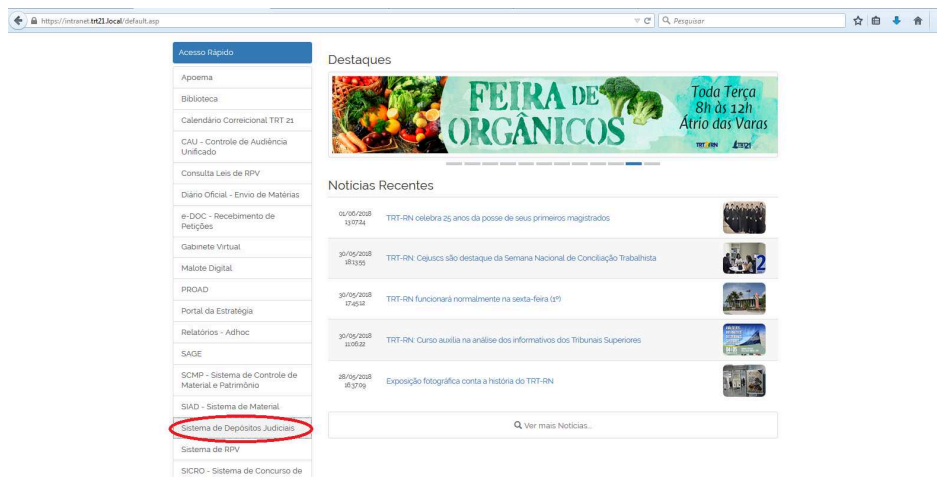 https://intranet.trt21.local/default.asp
Pesquisar
Acesso Rápido
Apoema
Biblioteca
Calendário Correicional TRT 21
CAU - Controle de Audiência
Unificado
Consulta Leis de RPV
Diário Oficial - Envio de Matérias
e-DOC - Recebimento de
Petições
Gabinete Virtual
Malote Digital
PROAD
Portal da Estratégia
Relatórios - Adhoc
SAGE
SCMP - Sistema de Controle de
Material e Patrimônio
SIAD - Sistema de Material
Sistema de Depósitos Judiciais
Sistema de RPV
SICRO - Sistema de Concurso de
Destaques
FEIRA DE
ORGÂNICOS
Toda Terça
8h às 12h
Átrio das Varas
Notícias Recentes
01/06/2018
13:07:24
TRT-RN celebra 25 anos da posse de seus primeiros magistrados
30/05/2018
TRT-RN: Cejuscs são destaque da Semana Nacional de Conciliação Trabalhista
30/05/2018
17:45:12
TRT-RN funcionará normalmente na sexta-feira (1º)
30/05/2018
11:06:22
TRT-RN: Curso auxilia na análise dos informativos dos Tribunais Superiores
28/05/2018
16:37:09
Exposição fotográfica conta a história do TRT-RN
Ver mais Notícias...